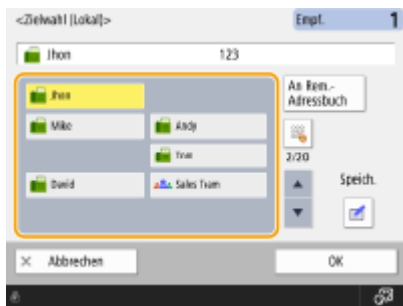 <Zielwahl (Lokal)>
Empf. 1
Jhon 123
Jhon
Mike
Andy
David
Sales Team
An Rem.-
Adressbuch
2/20
Speich.
× Abbrechen
OK